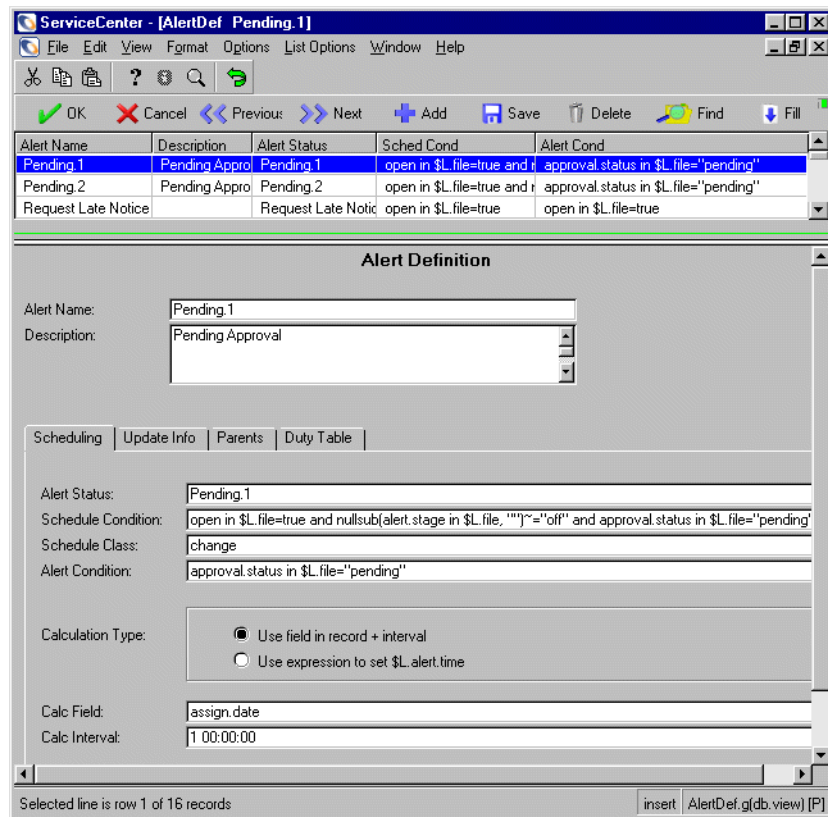 ServiceCenter - [AlertDef Pending.1]
File Edit View Format Options List Options Window Help
OK Cancel Previous Next Add Save Delete Find Fill
Alert Name Description Alert Status Sched Cond Alert Cond
Pending.1 Pending Appro Pending.1 open in $L.file=true and r approval.status in $L.file="pending"
Pending.2 Pending Appro Pending.2 open in $L.file=true and r approval.status in $L.file="pending"
Request Late Notice Request Late Notic open in $L.file=true open in $L.file=true
Alert Definition
Alert Name: Pending.1
Description: Pending Approval
Scheduling Update Info Parents Duty Table
Alert Status: Pending.1
Schedule Condition: open in $L.file=true and nullsub(alert.stage in $L.file, "")~="off" and approval.status in $L.file="pending"
Schedule Class: change
Alert Condition: approval.status in $L.file="pending"
Calculation Type: Use field in record + interval
Use expression to set $L.alert.time
Calc Field: assign.date
Calc Interval: 1 00:00:00
Selected line is row 1 of 16 records insert AlertDef.g(db.view) [P]